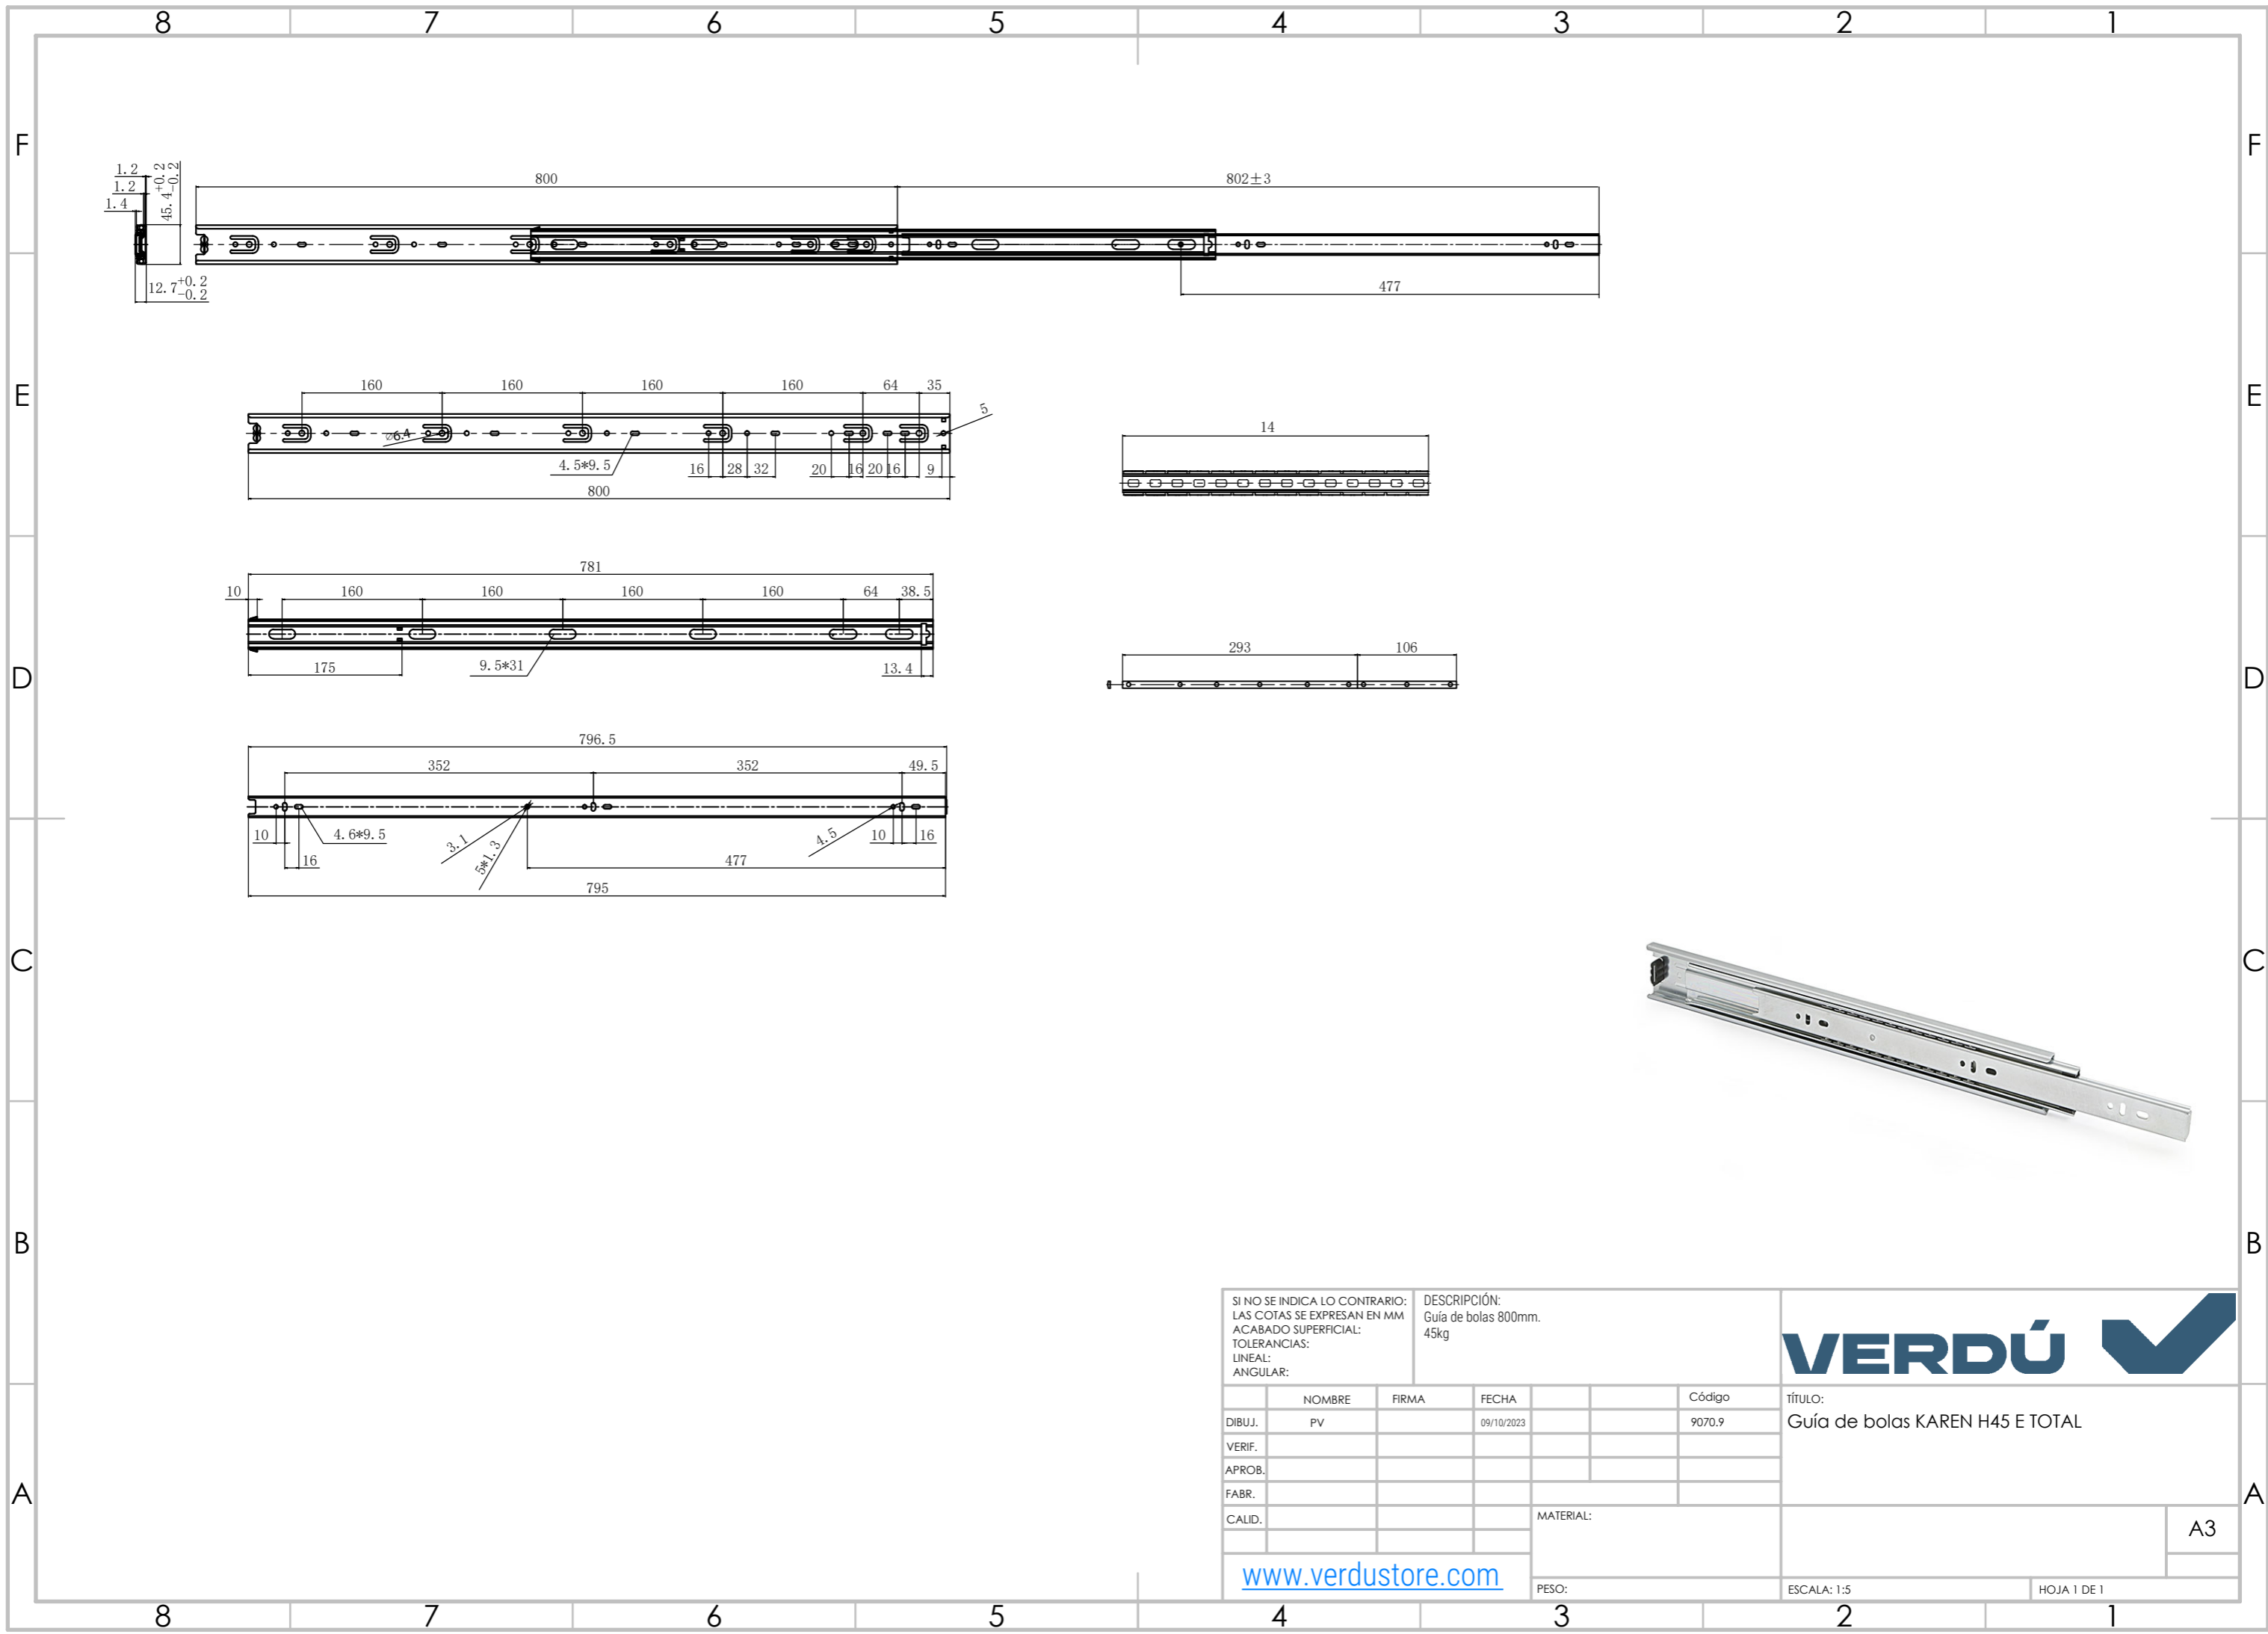 8 7 6 5 4 3 2 1
F F
1.2
1.2
1.4
45.4+0.2-0.2
12.7+0.2-0.2
800
802±3
477
E E
160 160 160 160 64 35
5
ø6.4
4.5*9.5
16 28 32 20 16 20 16 9
800
14
781
10 160 160 160 160 64 38.5
175
9.5*31
13.4
D D
293 106
796.5
352 352 49.5
10
16
4.6*9.5
3.1
5*1.3
4.5
10 16
477
795
C C
B B
SI NO SE INDICA LO CONTRARIO:
LAS COTAS SE EXPRESAN EN MM
ACABADO SUPERFICIAL:
TOLERANCIAS:
LINEAL:
ANGULAR:
DESCRIPCIÓN:
Guía de bolas 800mm.
45kg
VERDÚ
NOMBRE FIRMA FECHA Código
DIBUJ. PV 09/10/2023 9070.9
VERIF.
APROB.
FABR.
CALID.
TÍTULO:
Guía de bolas KAREN H45 E TOTAL
A A
MATERIAL:
A3
www.verdustore.com
PESO:
ESCALA: 1:5
HOJA 1 DE 1
8 7 6 5 4 3 2 1